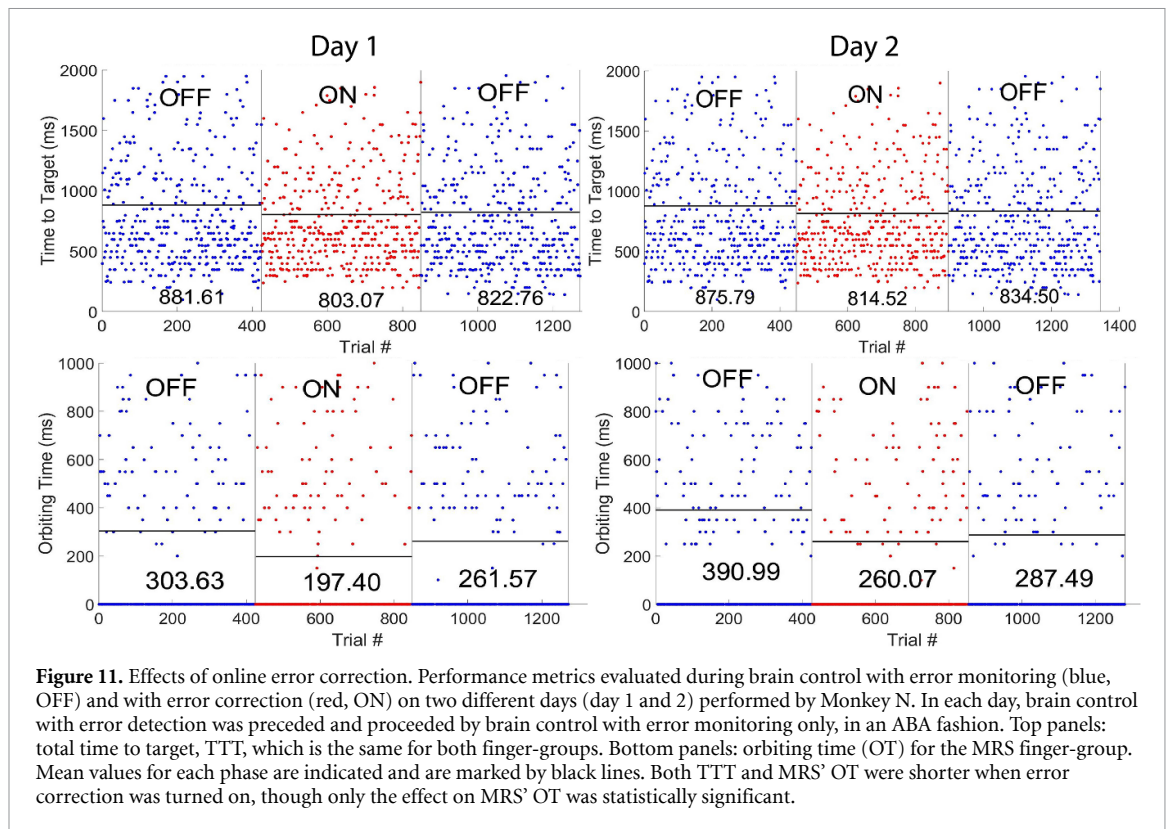 Day 1
Day 2
OFF
ON
OFF
2000
1500
1000
500
0
Time to Target (ms)
881.61
803.07
822.76
0
200
400
600
800
1000
1200
Trial #
OFF
ON
OFF
2000
1500
1000
500
0
Time to Target (ms)
875.79
814.52
834.50
0
200
400
600
800
1000
1200
1400
Trial #
OFF
ON
OFF
1000
800
600
400
200
0
Orbiting Time (ms)
303.63
197.40
261.57
0
200
400
600
800
1000
1200
Trial #
OFF
ON
OFF
1000
800
600
400
200
0
Orbiting Time (ms)
390.99
260.07
287.49
0
200
400
600
800
1000
1200
Trial #
Figure 11. Effects of online error correction. Performance metrics evaluated during brain control with error monitoring (blue,
OFF) and with error correction (red, ON) on two different days (day 1 and 2) performed by Monkey N. In each day, brain control
with error detection was preceded and proceeded by brain control with error monitoring only, in an ABA fashion. Top panels:
total time to target, TTT, which is the same for both finger-groups. Bottom panels: orbiting time (OT) for the MRS finger-group.
Mean values for each phase are indicated and are marked by black lines. Both TTT and MRS' OT were shorter when error
correction was turned on, though only the effect on MRS' OT was statistically significant.